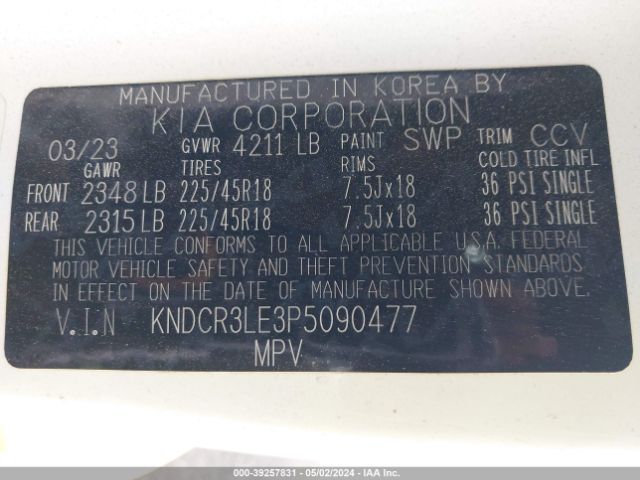 MANUFACTURED IN KOREA BY
KIA CORPORATION
03/23 GVWR 4211 LB PAINT SWP TRIM CCV
GAWR TIRES RIMS COLD TIRE INFL
FRONT 2348 LB 225/45R18 7.5Jx18 36 PSI SINGLE
REAR 2315 LB 225/45R18 7.5Jx18 36 PSI SINGLE
THIS VEHICLE CONFORMS TO ALL APPLICABLE U.S.A. FEDERAL
MOTOR VEHICLE SAFETY AND THEFT PREVENTION STANDARDS
IN EFFECT ON THE DATE OF MANUFACTURE SHOWN ABOVE.
V.I.N KNDCR3LE3P5090477
MPV
000-39257831 - 05/02/2024 - IAAI.COM